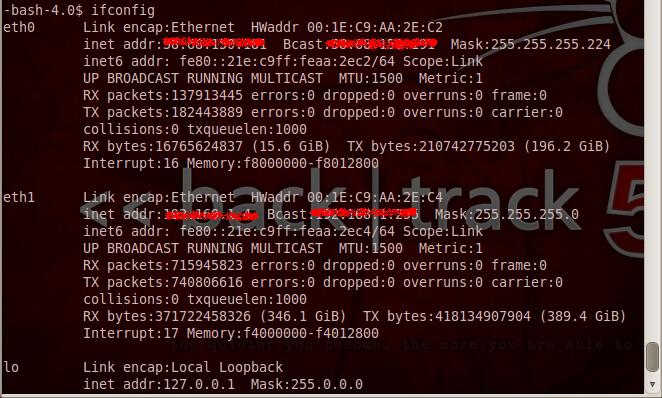 -bash-4.0$ ifconfig
eth0 Link encap:Ethernet HWaddr 00:1E:C9:AA:2E:C2
inet addr: Bcast: Mask:255.255.255.224
inet6 addr: fe80::21e:c9ff:feaa:2ec2/64 Scope:Link
UP BROADCAST RUNNING MULTICAST MTU:1500 Metric:1
RX packets:137913445 errors:0 dropped:0 overruns:0 frame:0
TX packets:182443889 errors:0 dropped:0 overruns:0 carrier:0
collisions:0 txqueuelen:1000
RX bytes:16765624837 (15.6 GiB) TX bytes:210742775203 (196.2 GiB)
Interrupt:16 Memory:f8000000-f8012800
eth1 Link encap:Ethernet HWaddr 00:1E:C9:AA:2E:C4
inet addr: Bcast: Mask:255.255.255.0
inet6 addr: fe80::21e:c9ff:feaa:2ec4/64 Scope:Link
UP BROADCAST RUNNING MULTICAST MTU:1500 Metric:1
RX packets:715945823 errors:0 dropped:0 overruns:0 frame:0
TX packets:740806616 errors:0 dropped:0 overruns:0 carrier:0
collisions:0 txqueuelen:1000
RX bytes:371722458326 (346.1 GiB) TX bytes:418134907904 (389.4 GiB)
Interrupt:17 Memory:f4000000-f4012800
lo Link encap:Local Loopback
inet addr:127.0.0.1 Mask:255.0.0.0
<< back | track 5
the quieter you become, the more you are able to